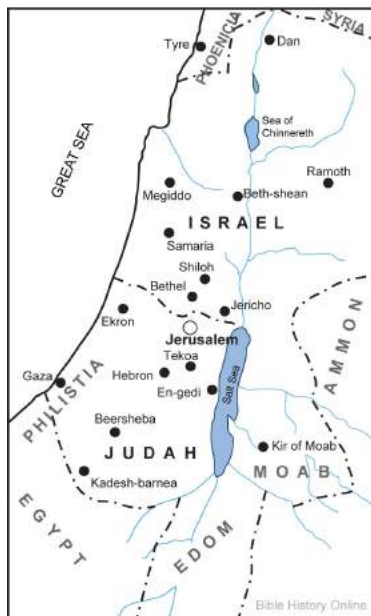 SYRIA
PHOENICIA
Tyre
Dan
Sea of
Chinnereth
GREAT SEA
Ramoth
Megiddo
Beth-shean
ISRAEL
Samaria
Shiloh
Bethel
Jericho
Ekron
Jerusalem
AMMON
Tekoa
Hebron
Gaza
En-gedi
Salt Sea
PHILISTIA
Beersheba
JUDAH
Kir of Moab
MOAB
Kadesh-barnea
EGYPT
EDOM
Bible History Online